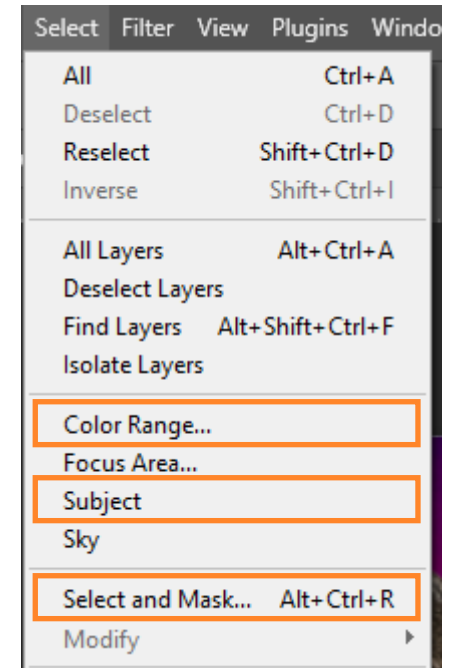 Select Filter View Plugins Windo
All Ctrl+A
Deselect Ctrl+D
Reselect Shift+Ctrl+D
Inverse Shift+Ctrl+I
All Layers Alt+Ctrl+A
Deselect Layers
Find Layers Alt+Shift+Ctrl+F
Isolate Layers
Color Range...
Focus Area...
Subject
Sky
Select and Mask... Alt+Ctrl+R
Modify